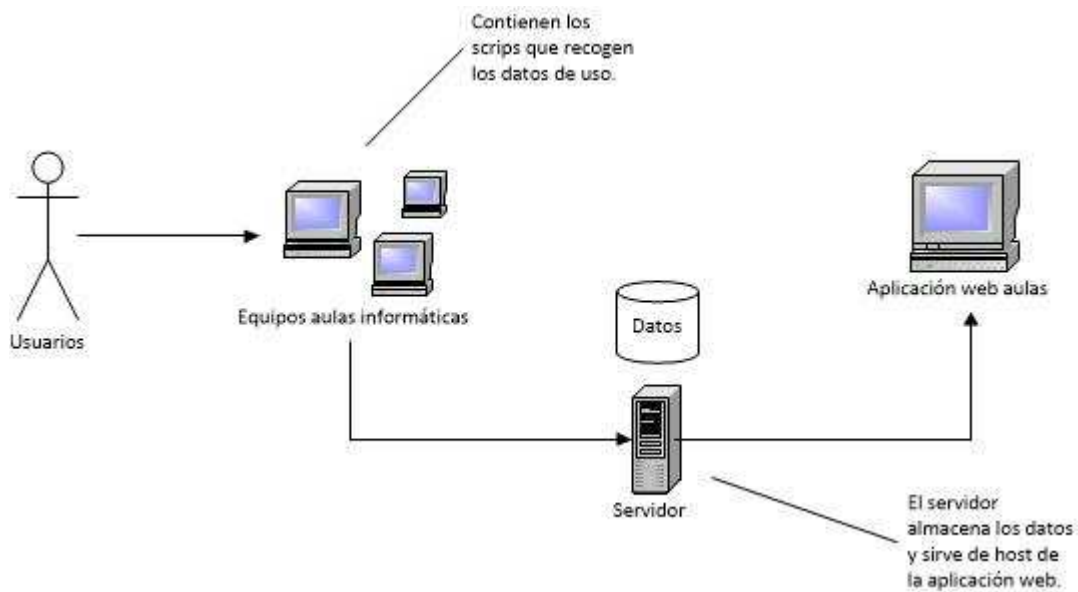 Contienen los
scrips que recogen
los datos de uso.
Usuarios
Equipos aulas informáticas
Datos
Servidor
Aplicación web aulas
El servidor
almacena los datos
y sirve de host de
la aplicación web.